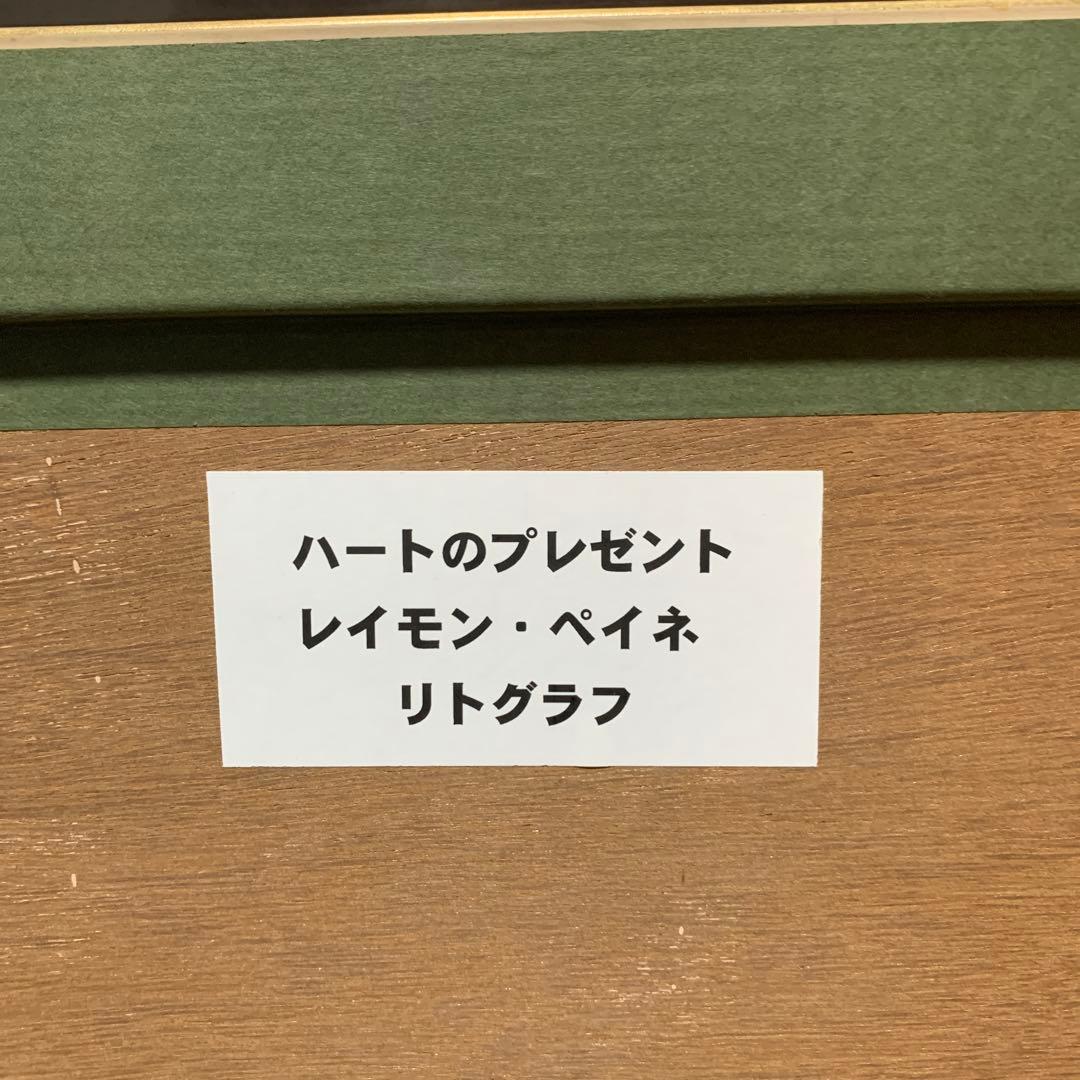 ハートのプレゼント
レイモン・ペイネ
リトグラフ